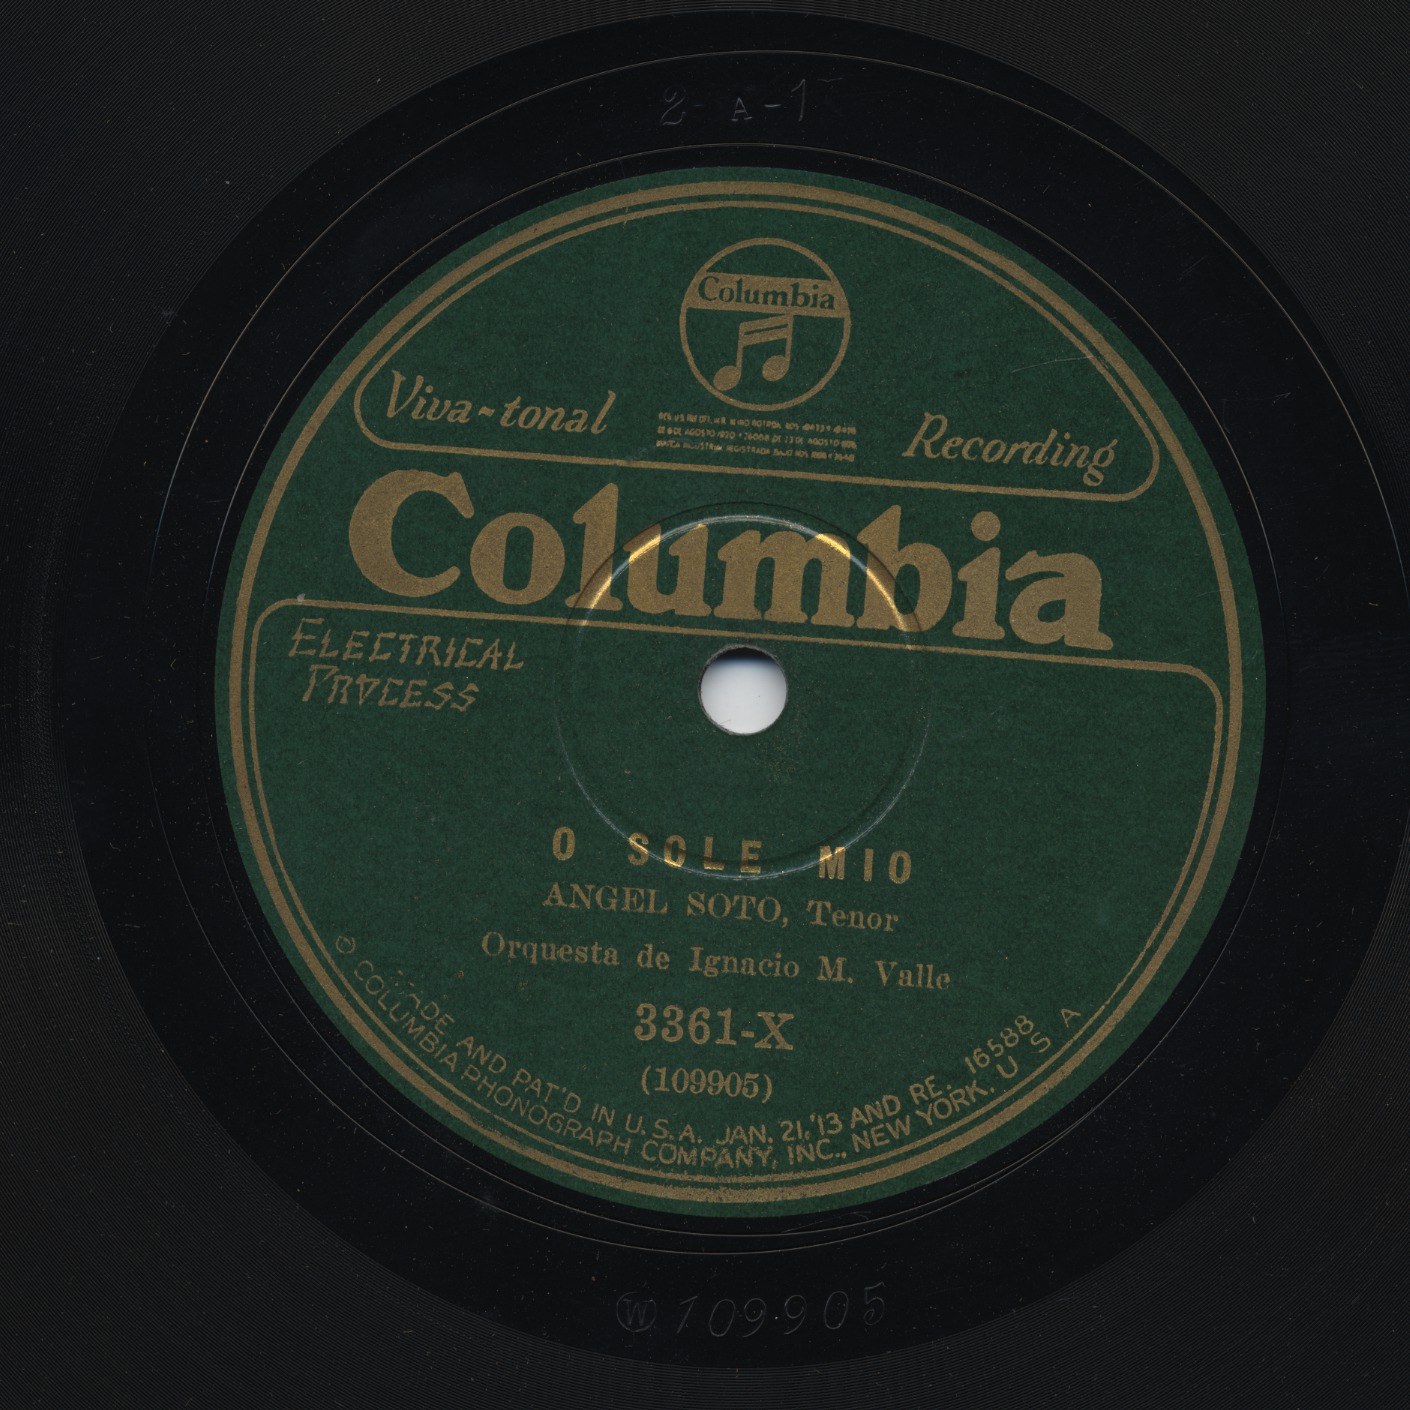 2-A-1
Columbia
Viva-tonal Recording
Columbia
ELECTRICAL
PROCESS
O SOLE MIO
ANGEL SOTO, Tenor
Orquesta de Ignacio M. Valle
3361-X
(109905)
MADE AND PAT'D IN U.S.A. JAN. 21, '13 AND RE. 16588
COLUMBIA PHONOGRAPH COMPANY, INC., NEW YORK. U S A
W 109905